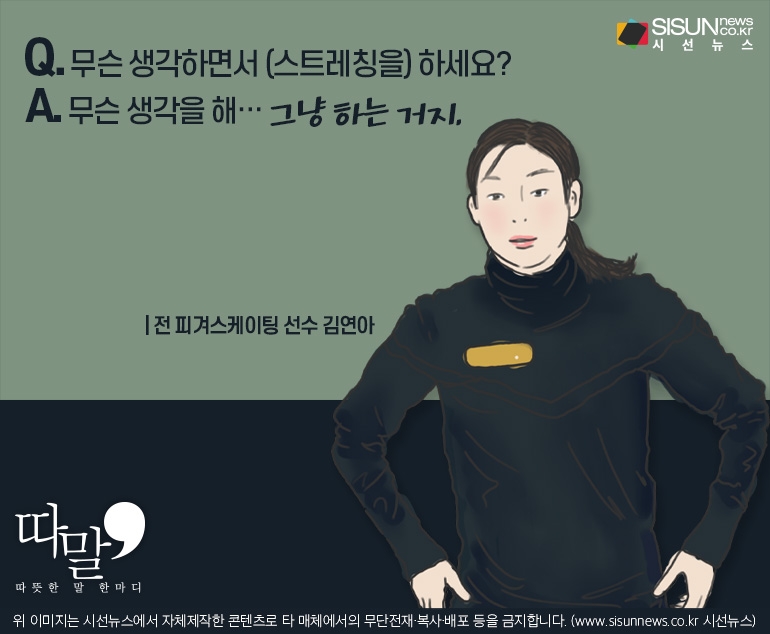 SISUN news
co.kr
시선뉴스
Q. 무슨 생각하면서 (스트레칭을) 하세요?
A. 무슨 생각을 해… 그냥 하는 거지.
| 전 피겨스케이팅 선수 김연아
따말,
따뜻한 말 한마디
위 이미지는 시선뉴스에서 자체제작한 콘텐츠로 타 매체에서의 무단전재·복사·배포 등을 금지합니다. (www.sisunnews.co.kr 시선뉴스)